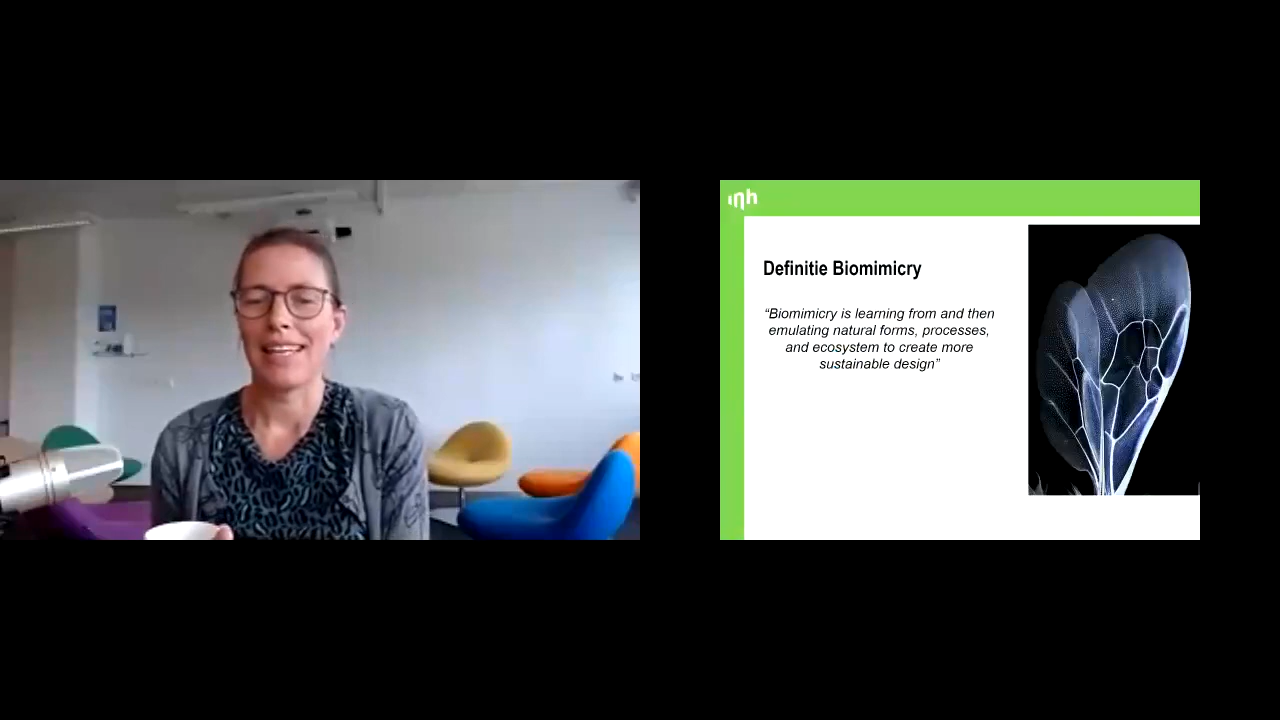 inh
Definitie Biomimicry
“Biomimicry is learning from and then
emulating natural forms, processes,
and ecosystem to create more
sustainable design”